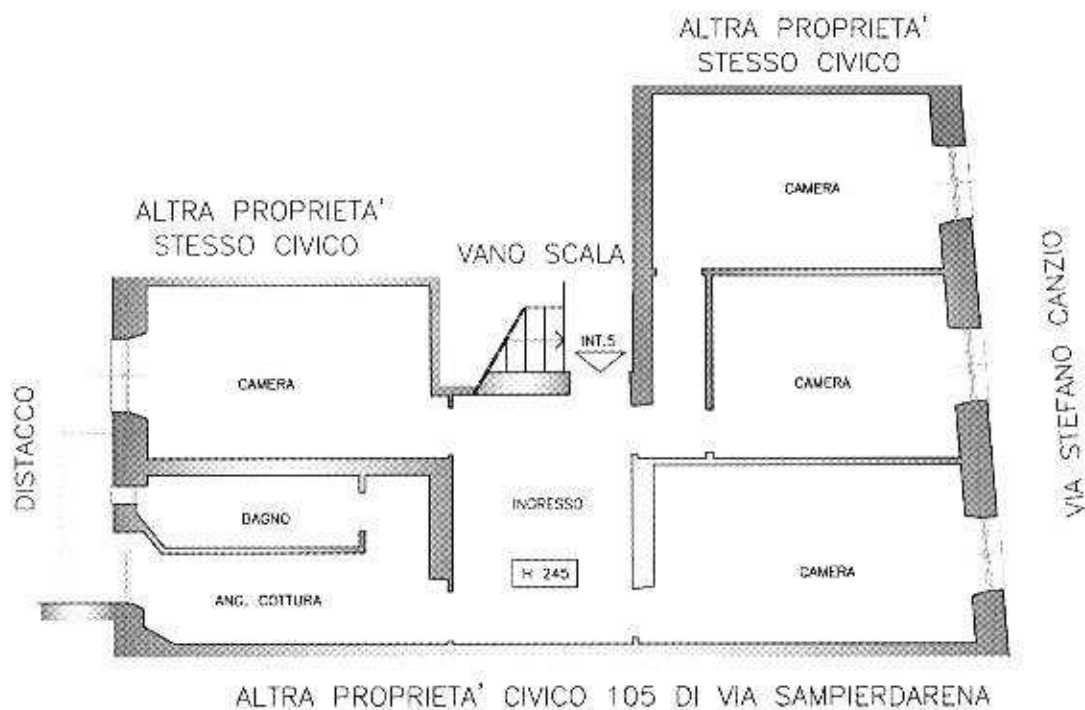 ALTRA PROPRIETA'
STESSO CIVICO
CAMERA
ALTRA PROPRIETA'
STESSO CIVICO
VANO SCALA
INT.5
CAMERA
CAMERA
VIA STEFANO CANZIO
DISTACCO
INGRESSO
BAGNO
H 245
CAMERA
ANG. COTTURA
ALTRA PROPRIETA' CIVICO 105 DI VIA SAMPIERDARENA